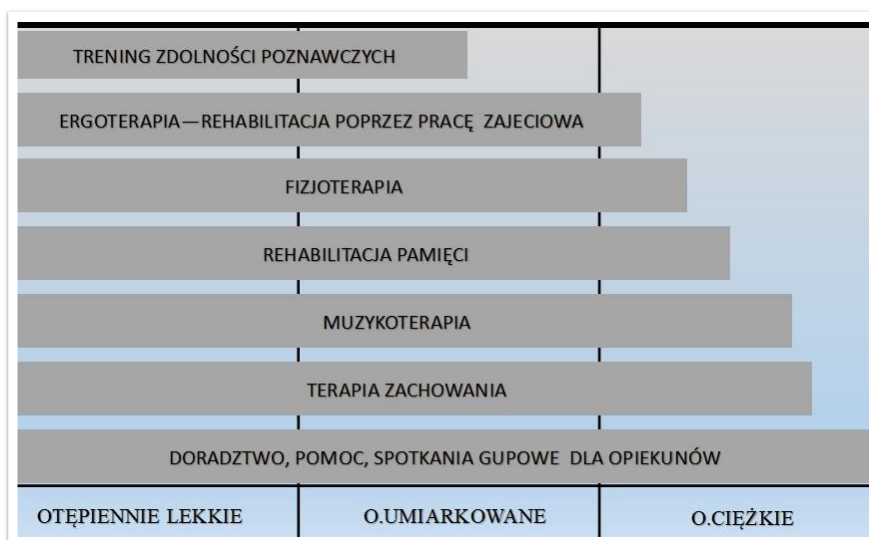 TRENING ZDOLNOŚCI POZNAWCZYCH
ERGOTERAPIA—REHABILITACJA POPRZEZ PRACĘ ZAJECIOWA
FIZJOTERAPIA
REHABILITACJA PAMIĘCI
MUZYKOTERAPIA
TERAPIA ZACHOWANIA
DORADZTWO, POMOC, SPOTKANIA GUPOWE DLA OPIEKUNÓW
OTĘPIENNIE LEKKIE O.UMIARKOWANE O.CIĘŻKIE